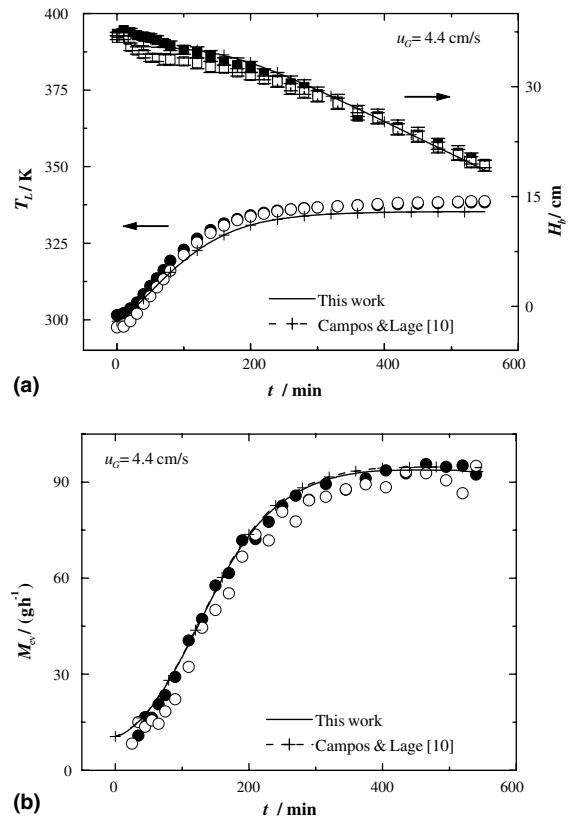 400
375
350
325
300
T_L / K
u_G = 4.4 cm/s
30
15
0
H_b / cm
This work
Campos &Lage [10]
0
200
400
600
(a)
t / min
90
60
30
0
M_ev / (gh^-1)
u_G = 4.4 cm/s
This work
Campos & Lage [10]
0
200
400
600
(b)
t / min